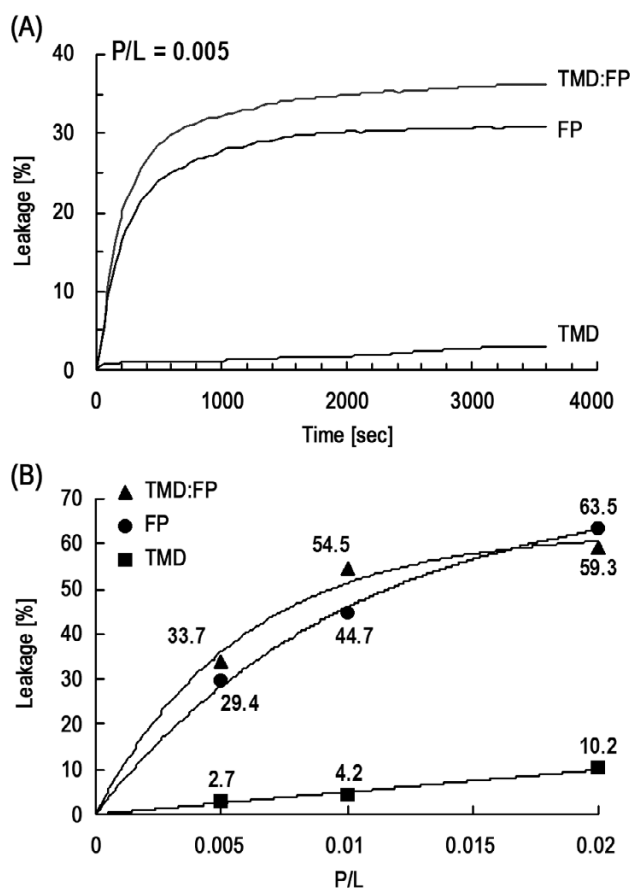 (A)
P/L = 0.005
40
30
20
10
0
Leakage [%]
TMD:FP
FP
TMD
0 1000 2000 3000 4000
Time [sec]
(B)
TMD:FP
FP
TMD
70
60
50
40
30
20
10
0
Leakage [%]
33.7
54.5
63.5
59.3
44.7
29.4
2.7
4.2
10.2
0 0.005 0.01 0.015 0.02
P/L